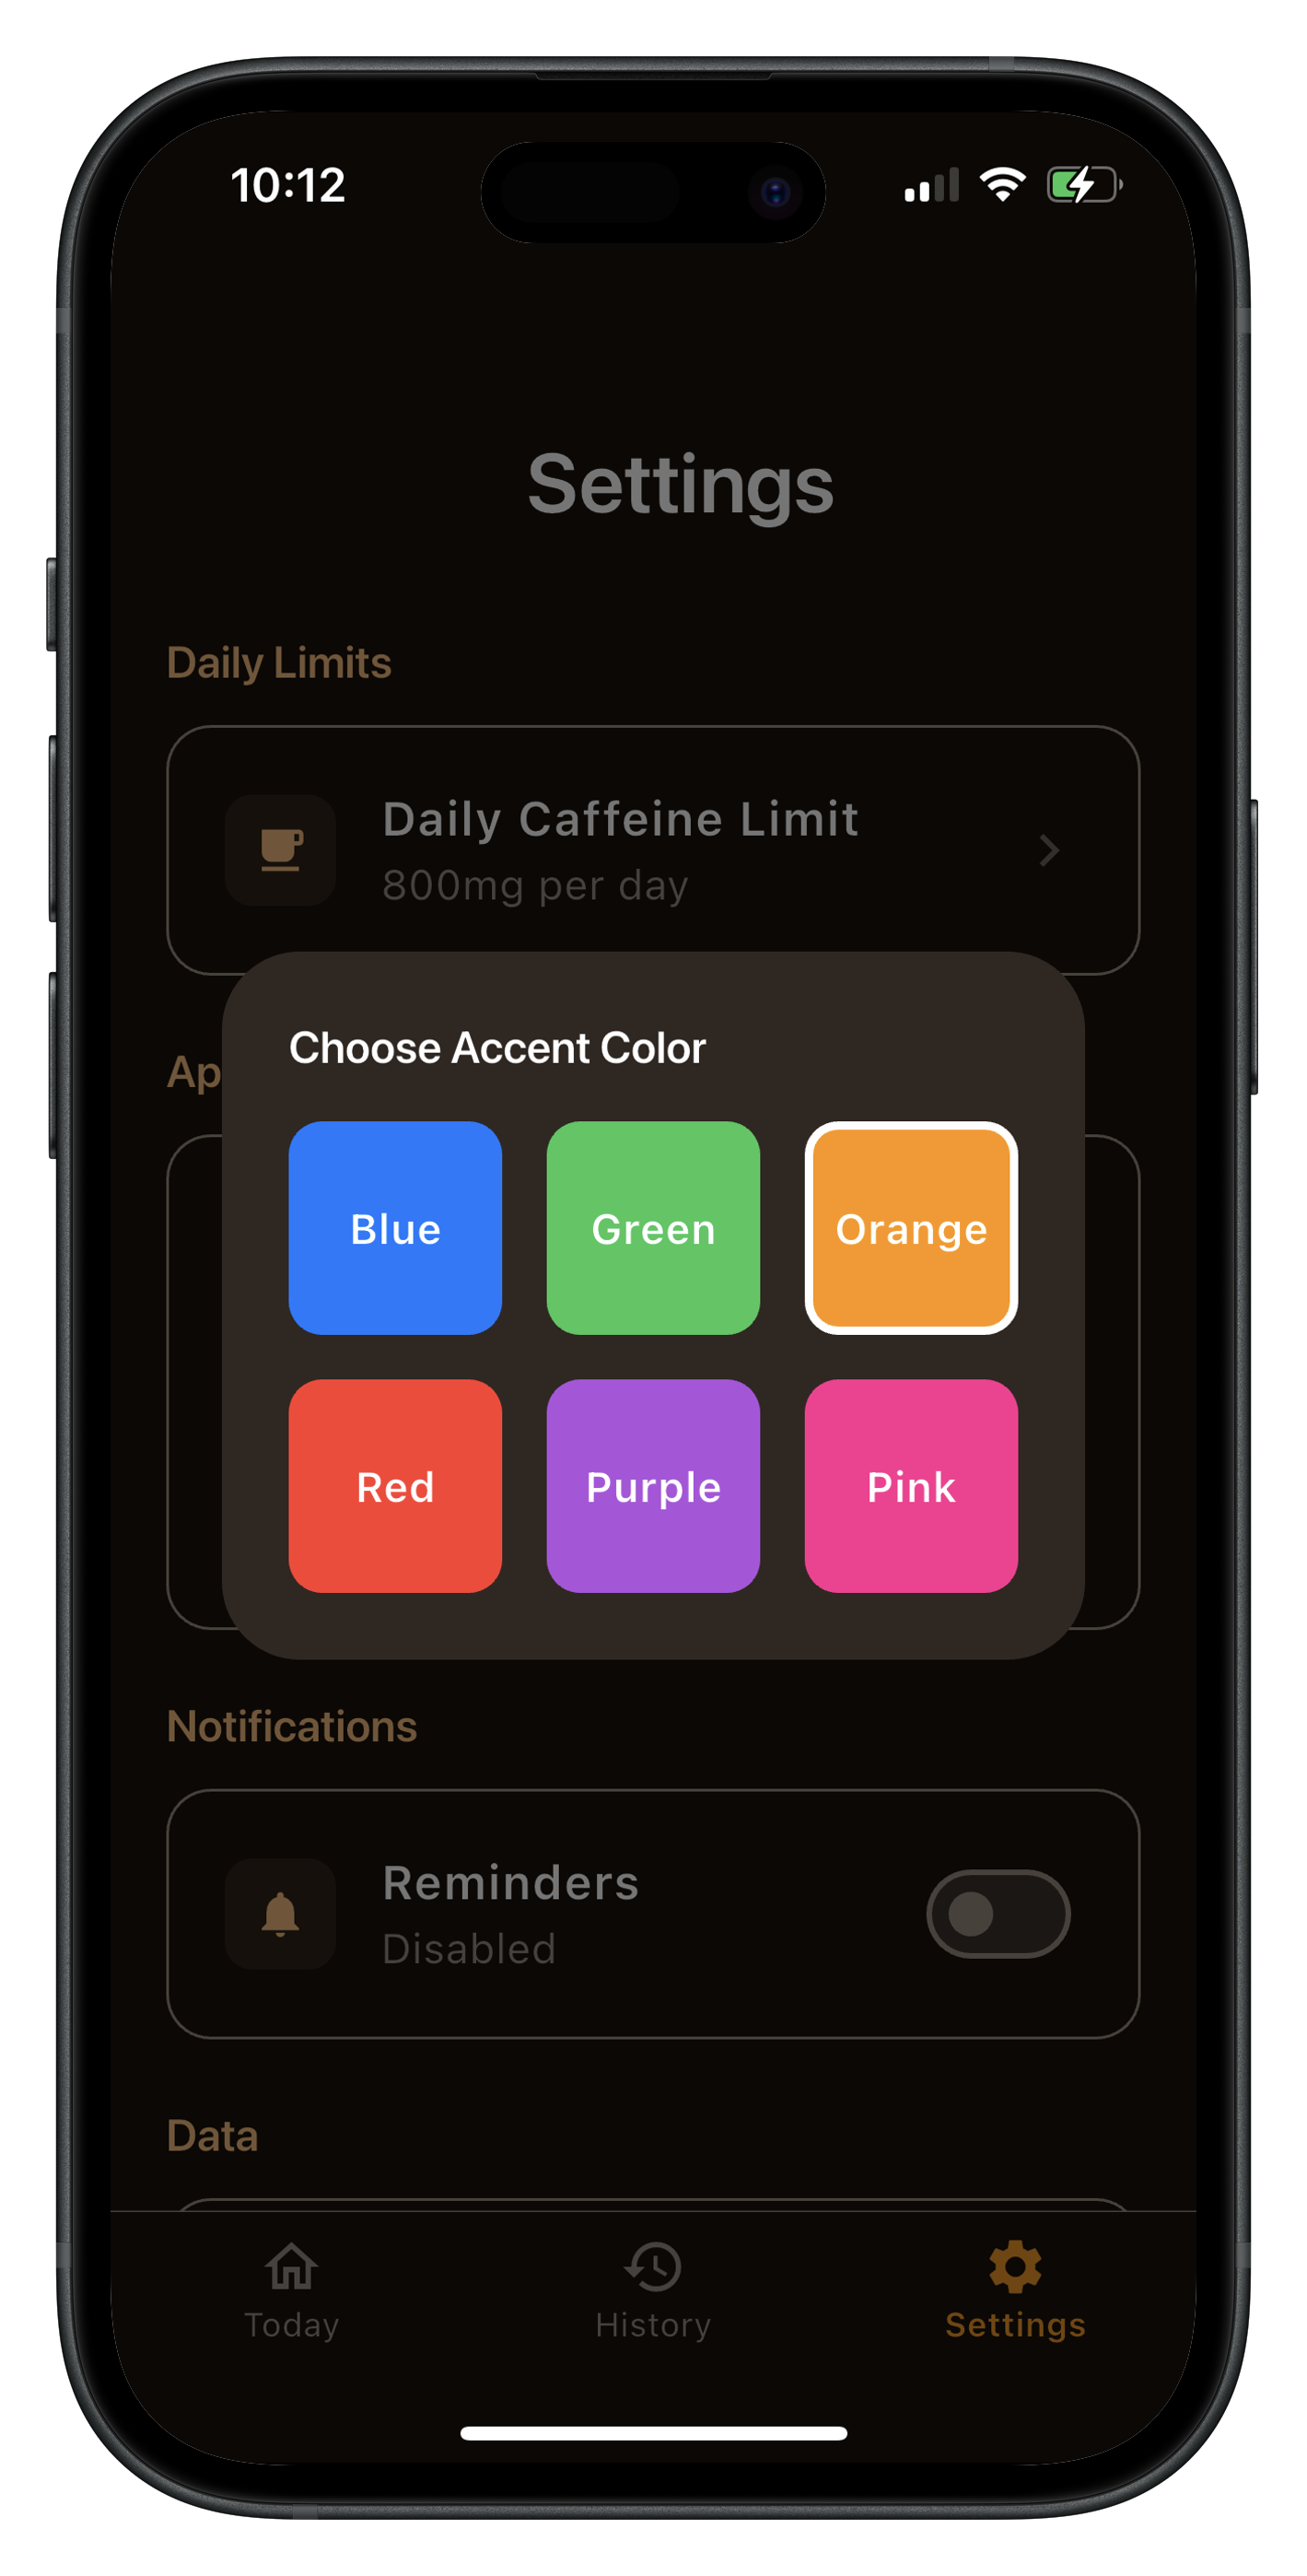 10:12
Settings
Daily Limits
Daily Caffeine Limit
800mg per day
Ap
Choose Accent Color
Blue
Green
Orange
Red
Purple
Pink
Notifications
Reminders
Disabled
Data
Today
History
Settings